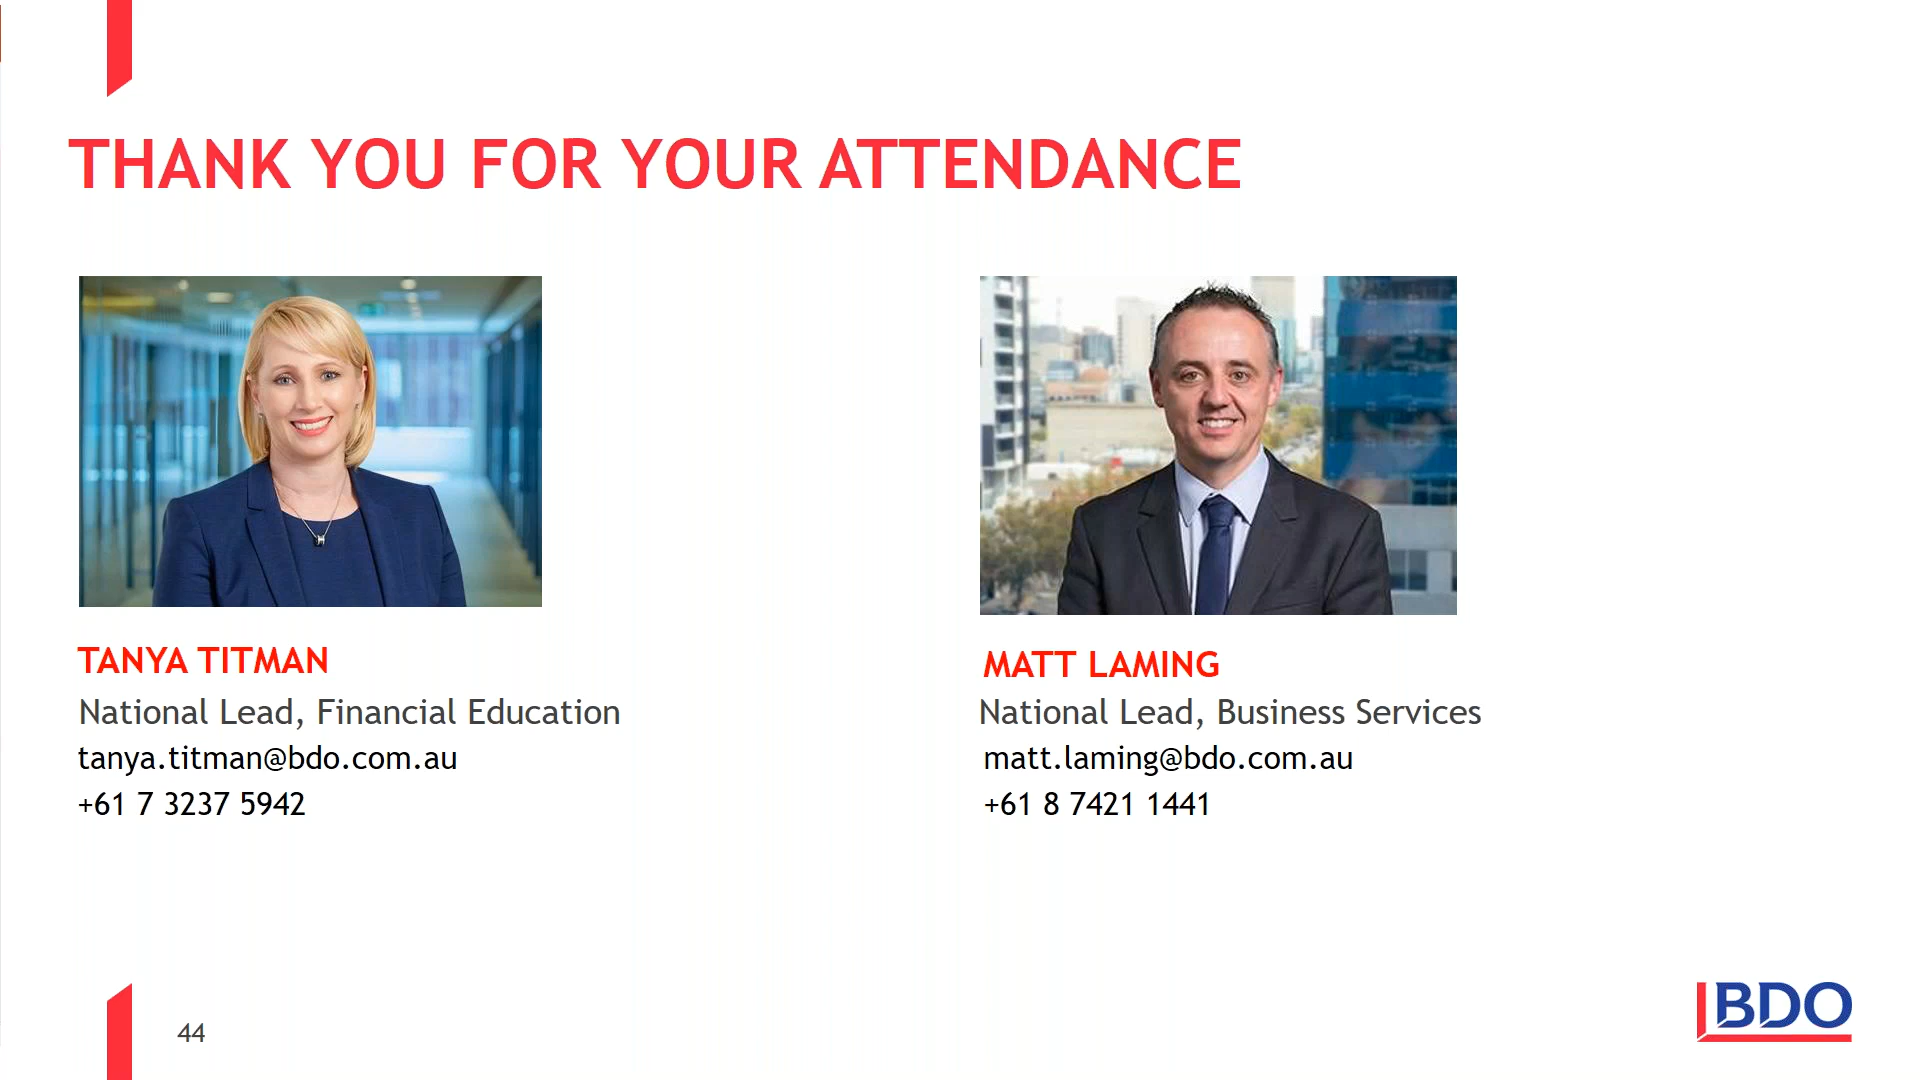 THANK YOU FOR YOUR ATTENDANCE
TANYA TITMAN
National Lead, Financial Education
tanya.titman@bdo.com.au
+61 7 3237 5942
MATT LAMING
National Lead, Business Services
matt.laming@bdo.com.au
+61 8 7421 1441
44
BDO